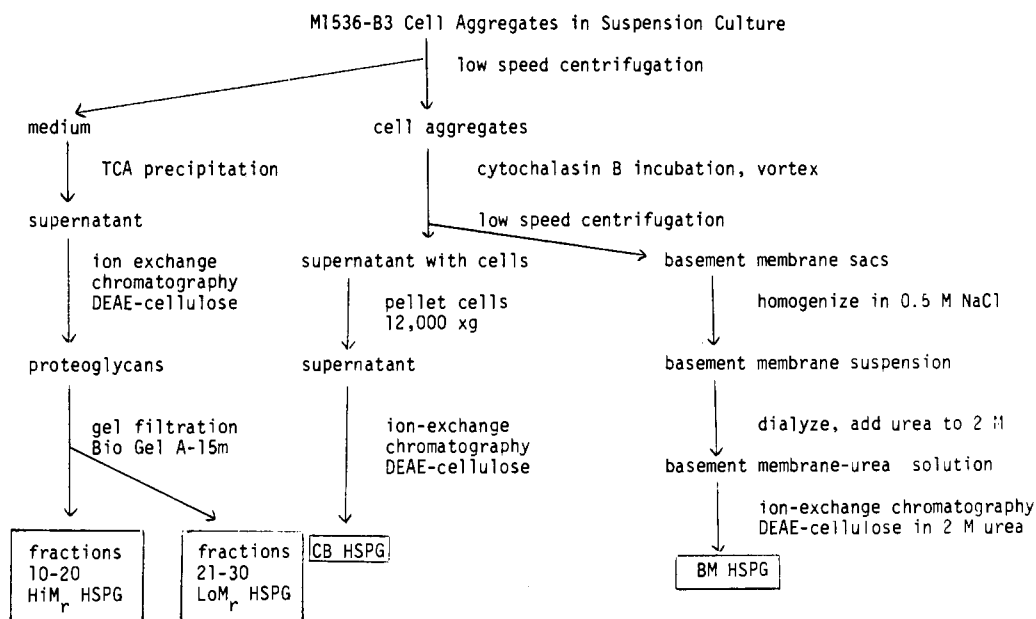 M1536-B3 Cell Aggregates in Suspension Culture
low speed centrifugation
medium
cell aggregates
TCA precipitation
cytochalasin B incubation, vortex
supernatant
low speed centrifugation
ion exchange
chromatography
DEAE-cellulose
supernatant with cells
basement membrane sacs
pellet cells
12,000 xg
homogenize in 0.5 M NaCl
proteoglycans
supernatant
basement membrane suspension
gel filtration
Bio Gel A-15m
ion-exchange
chromatography
DEAE-cellulose
dialyze, add urea to 2 M
basement membrane-urea solution
ion-exchange chromatography
DEAE-cellulose in 2 M urea
fractions
10-20
HiMr HSPG
fractions
21-30
LoMr HSPG
CB HSPG
BM HSPG